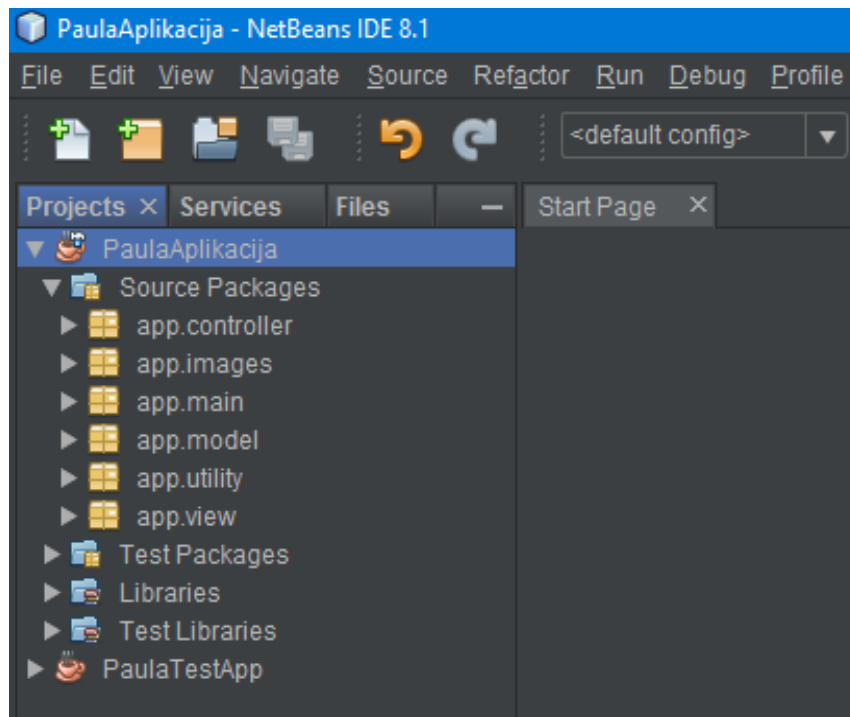 PaulaAplikacija - NetBeans IDE 8.1
File Edit View Navigate Source Refactor Run Debug Profile
<default config>
Projects Services Files Start Page
PaulaAplikacija
Source Packages
app.controller
app.images
app.main
app.model
app.utility
app.view
Test Packages
Libraries
Test Libraries
PaulaTestApp